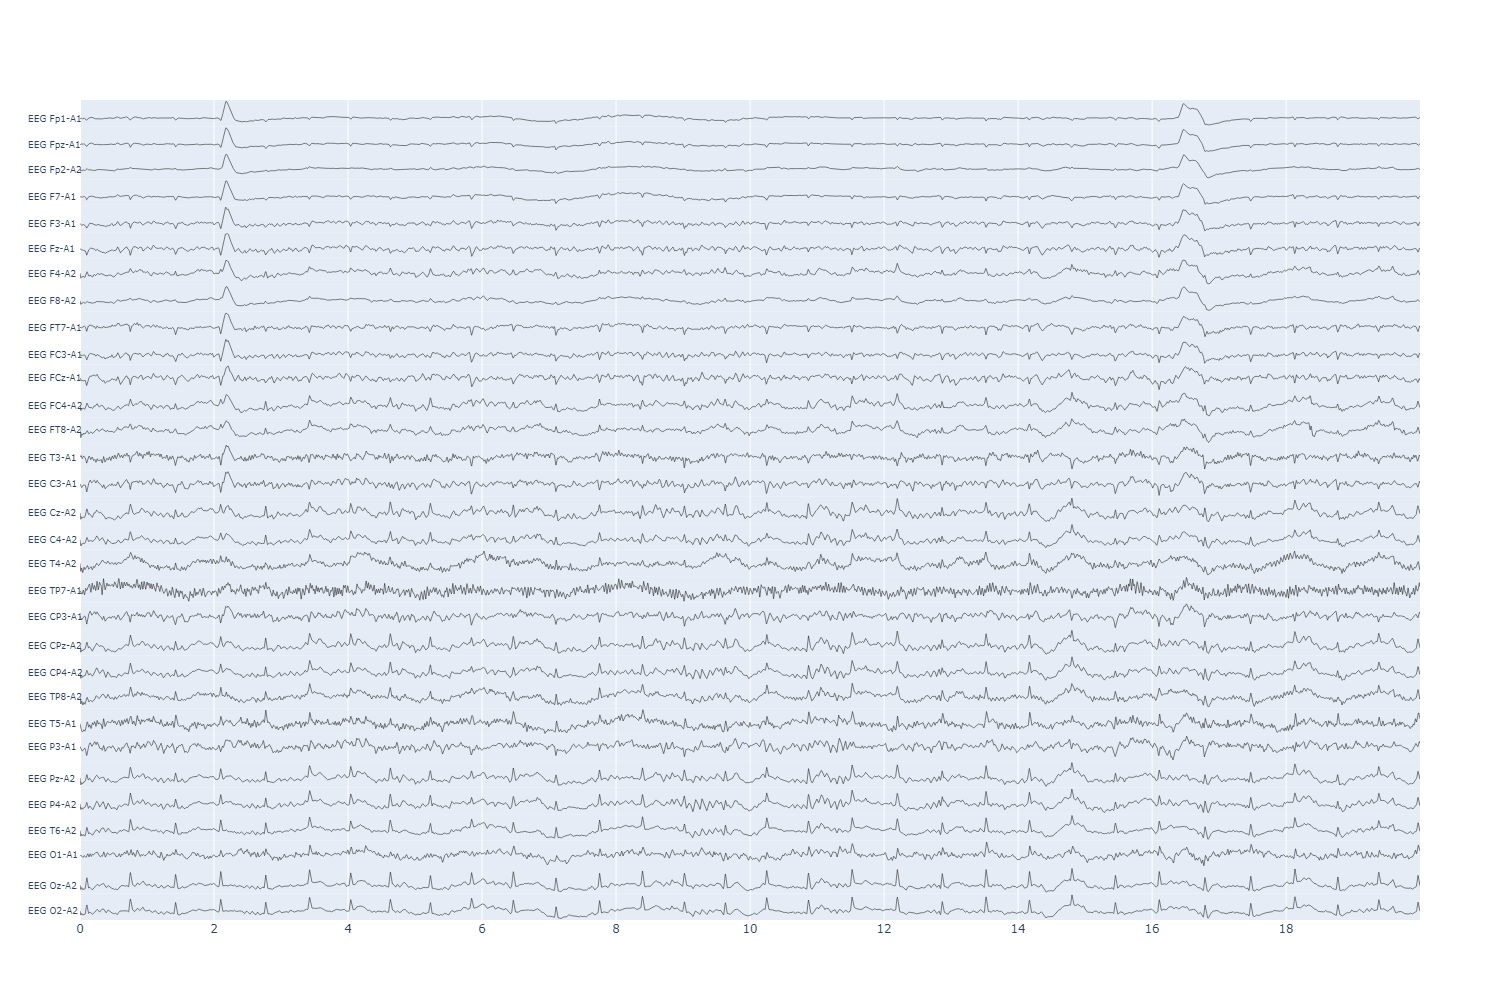 EEG Fp1-A1
EEG Fpz-A1
EEG Fp2-A2
EEG F7-A1
EEG F3-A1
EEG Fz-A1
EEG F4-A2
EEG F8-A2
EEG FT7-A1
EEG FC3-A1
EEG FCz-A1
EEG FC4-A2
EEG FT8-A2
EEG T3-A1
EEG C3-A1
EEG Cz-A2
EEG C4-A2
EEG T4-A2
EEG TP7-A1
EEG CP3-A1
EEG CPz-A2
EEG CP4-A2
EEG TP8-A2
EEG T5-A1
EEG P3-A1
EEG Pz-A2
EEG P4-A2
EEG T6-A2
EEG O1-A1
EEG Oz-A2
EEG O2-A2
0 2 4 6 8 10 12 14 16 18